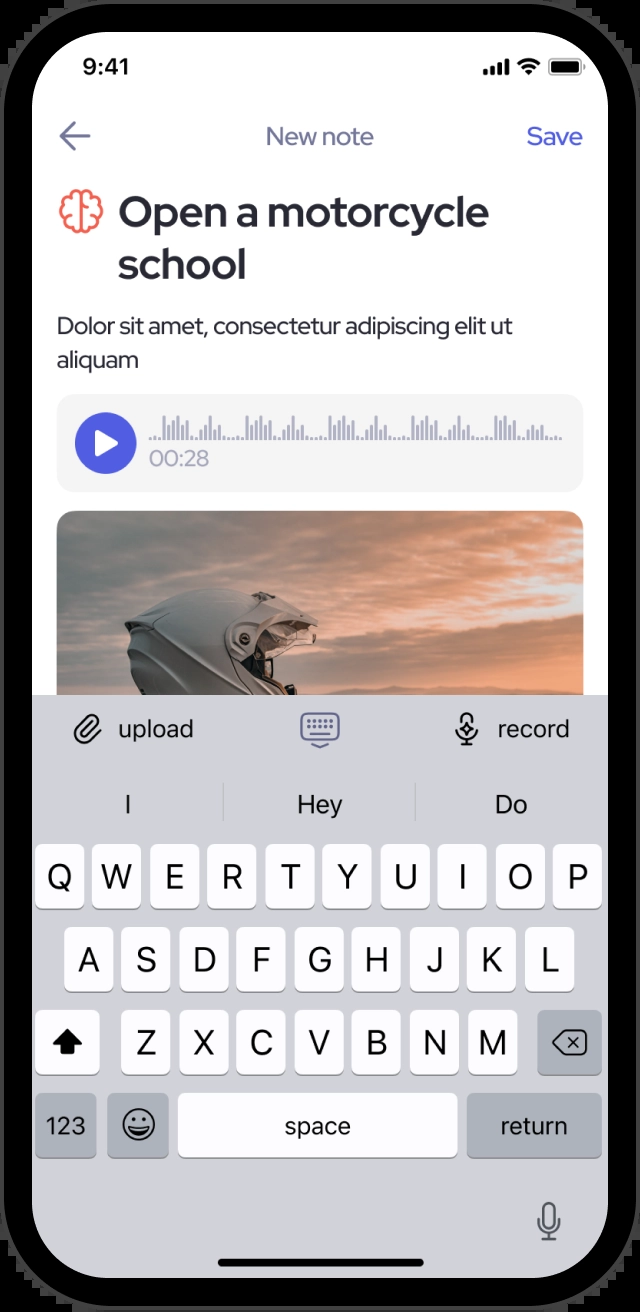 9:41
New note
Save
Open a motorcycle
school
Dolor sit amet, consectetur adipiscing elit ut
aliquam
00:28
upload
record
I
Hey
Do
Q W E R T Y U I O P
A S D F G H J K L
Z X C V B N M
123
space
return